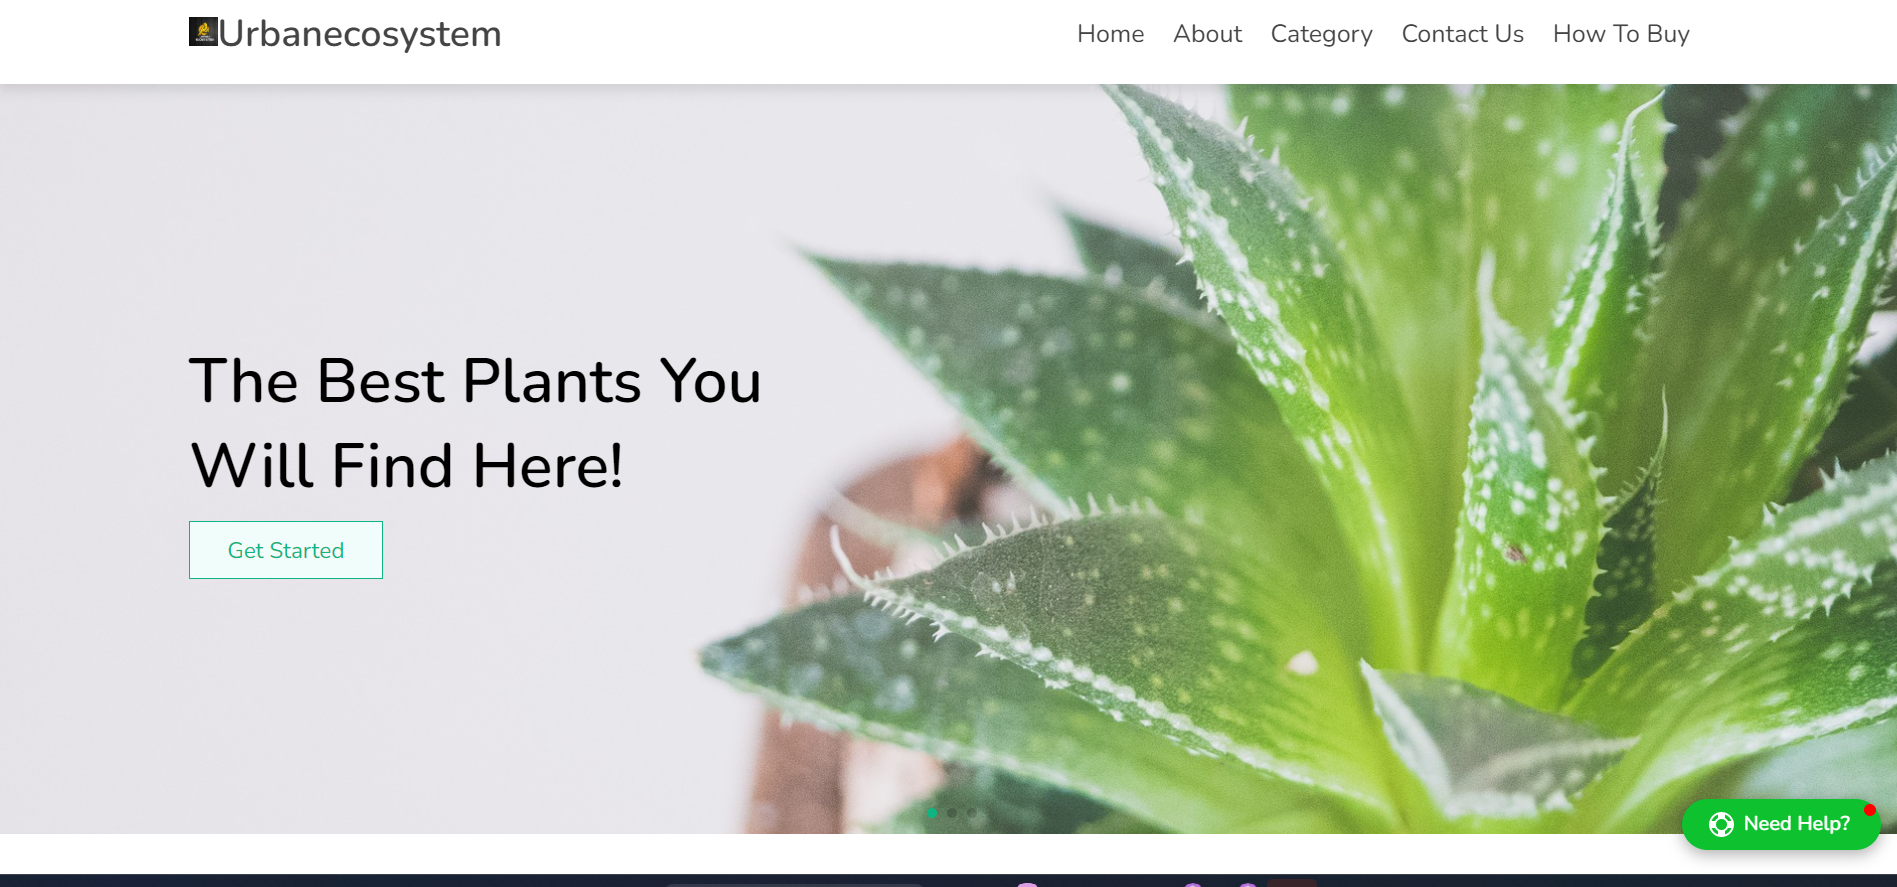 Urbanecosystem
Home About Category Contact Us How To Buy
The Best Plants You
Will Find Here!
Get Started
Need Help?